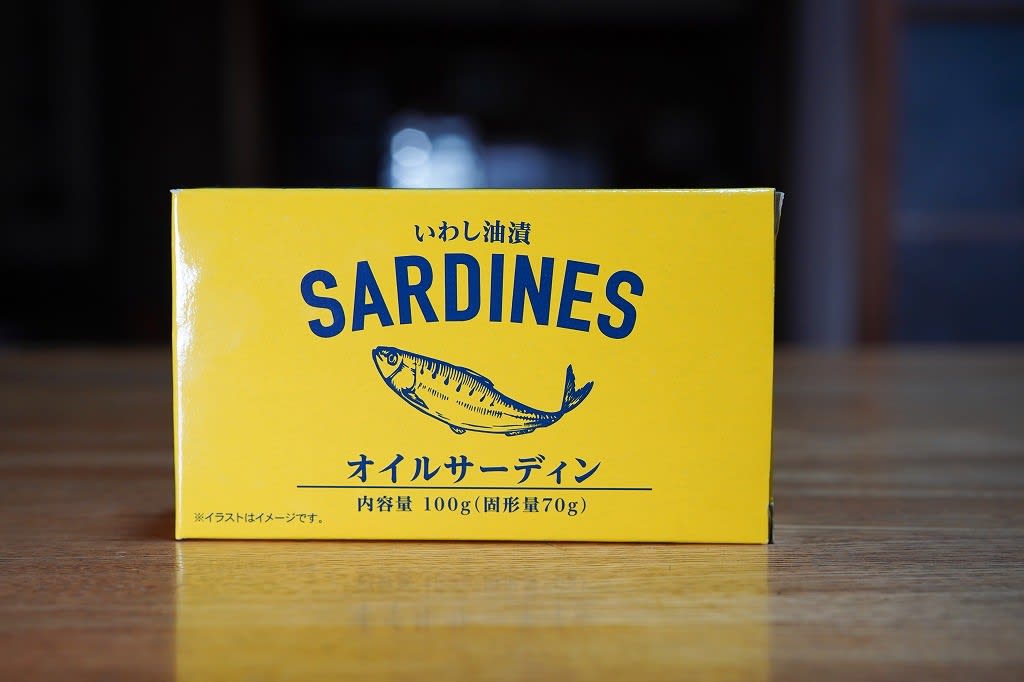 いわし油漬
SARDINES
オイルサーディン
内容量 100g(固形量70g)
※イラストはイメージです。